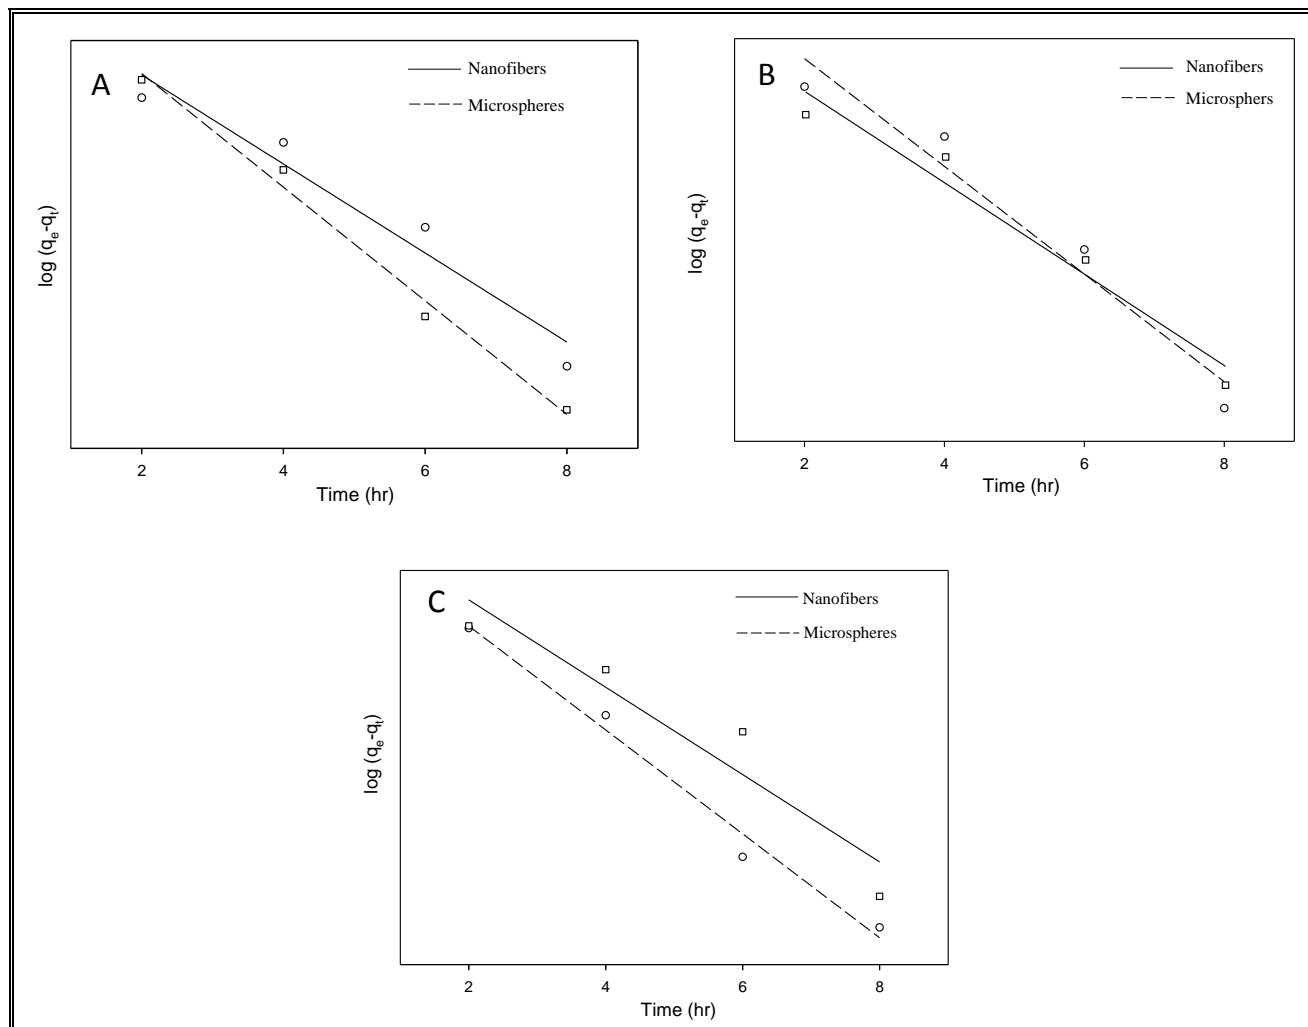 A
Nanofibers
Microspheres
log (qe-qt)
2 4 6 8
Time (hr)
B
Nanofibers
Microsphers
log (qe-qt)
2 4 6 8
Time (hr)
C
Nanofibers
Microspheres
log (qe-qt)
2 4 6 8
Time (hr)